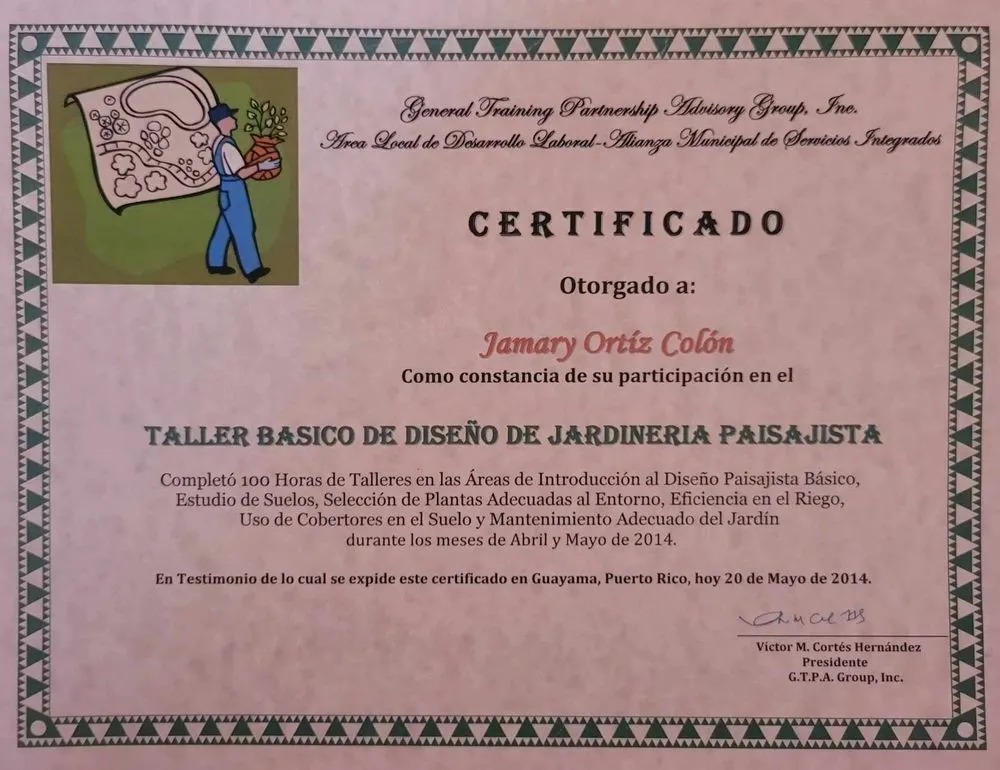 General Training Partnership Advisory Group, Inc.
Area Local de Desarrollo Laboral-Alianza Municipal de Servicios Integrados
CERTIFICADO
Otorgado a:
Jamary Ortíz Colón
Como constancia de su participación en el
TALLER BASICO DE DISEÑO DE JARDINERIA PAISAJISTA
Completó 100 Horas de Talleres en las Áreas de Introducción al Diseño Paisajista Básico,
Estudio de Suelos, Selección de Plantas Adecuadas al Entorno, Eficiencia en el Riego,
Uso de Cobertores en el Suelo y Mantenimiento Adecuado del Jardín
durante los meses de Abril y Mayo de 2014.
En Testimonio de lo cual se expide este certificado en Guayama, Puerto Rico, hoy 20 de Mayo de 2014.
Víctor M. Cortés Hernández
Presidente
G.T.P.A. Group, Inc.